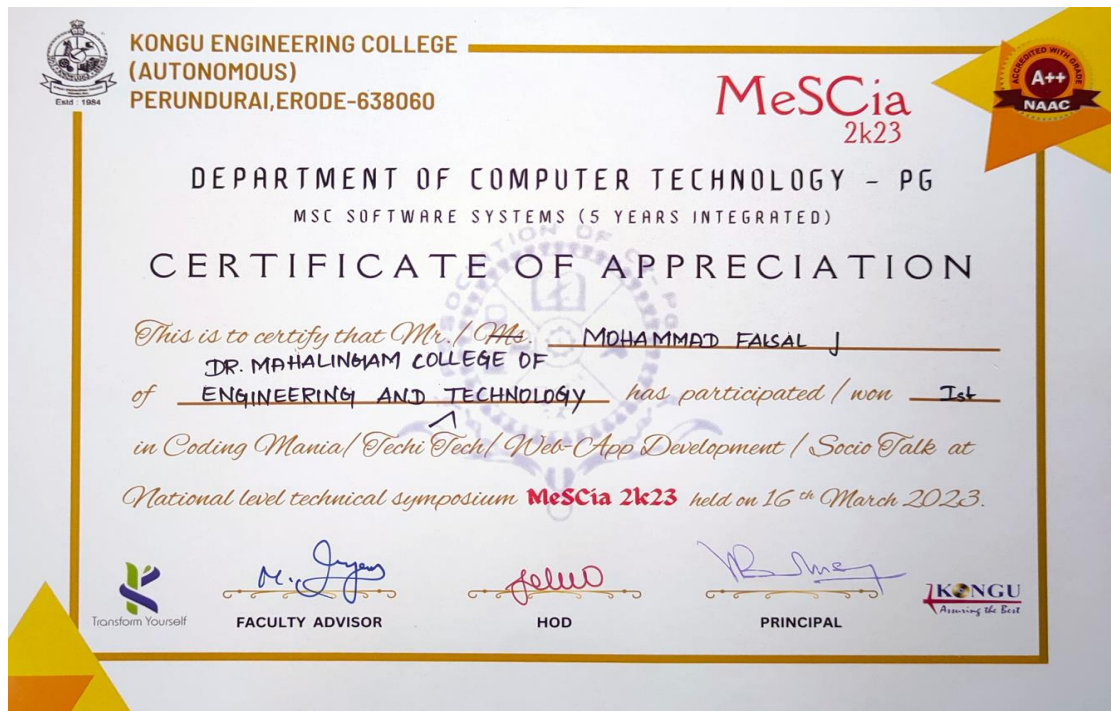 KONGU ENGINEERING COLLEGE
(AUTONOMOUS)
PERUNDURAI,ERODE-638060
Estd : 1984
MeSCia
2k23
ACCREDITED WITH GRADE
A++
NAAC
DEPARTMENT OF COMPUTER TECHNOLOGY - PG
MSC SOFTWARE SYSTEMS (5 YEARS INTEGRATED)
CERTIFICATE OF APPRECIATION
This is to certify that Mr./ Ms. MOHAMMAD FAISAL J
DR. MAHALINGAM COLLEGE OF
of ENGINEERING AND TECHNOLOGY has participated / won Ist
in Coding Mania/ Techi Tech/ Web-App Development / Socio Talk at
National level technical symposium MeSCia 2k23 held on 16 th March 2023.
Transform Yourself
FACULTY ADVISOR
HOD
PRINCIPAL
KONGU
Assuring the Best